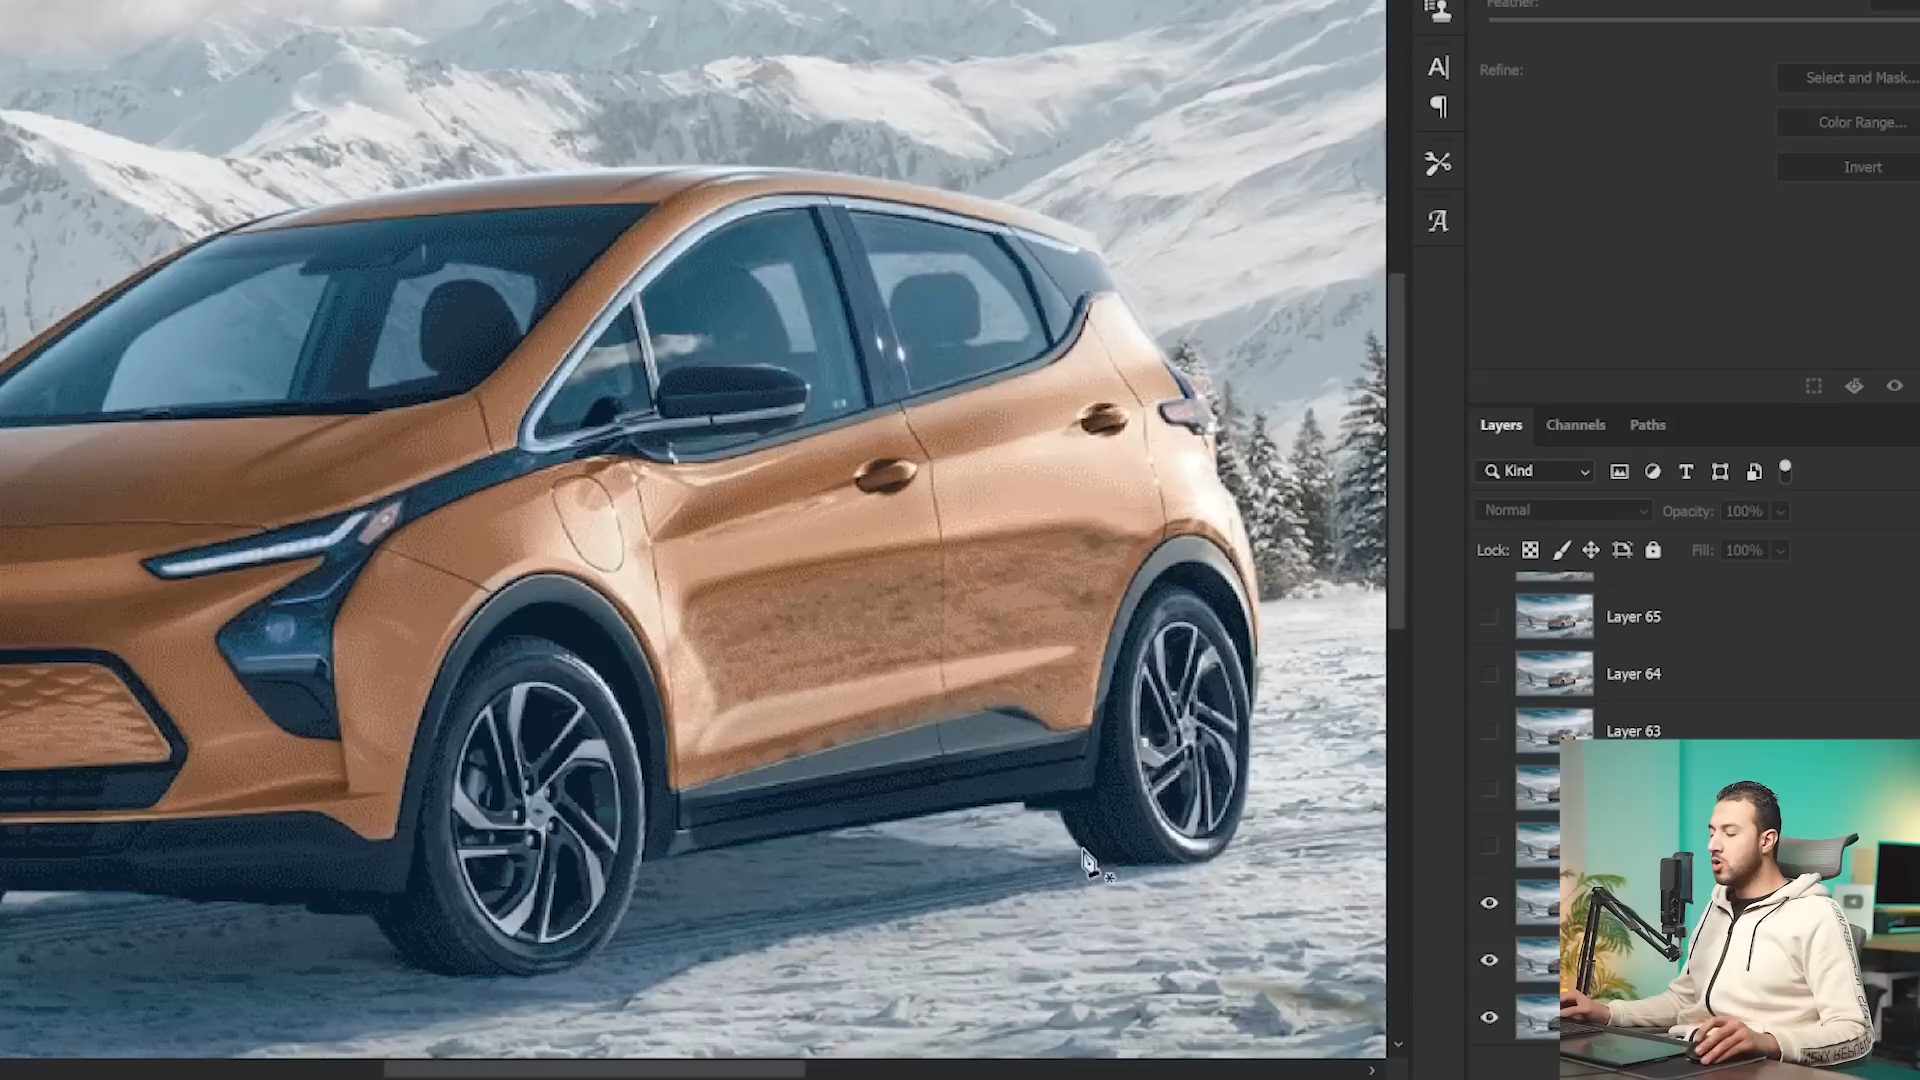 Feather:
Refine:
Select and Mask...
Color Range...
Invert
Layers
Channels
Paths
Kind
Normal
Opacity:
100%
Lock:
Fill:
100%
Layer 65
Layer 64
Layer 63